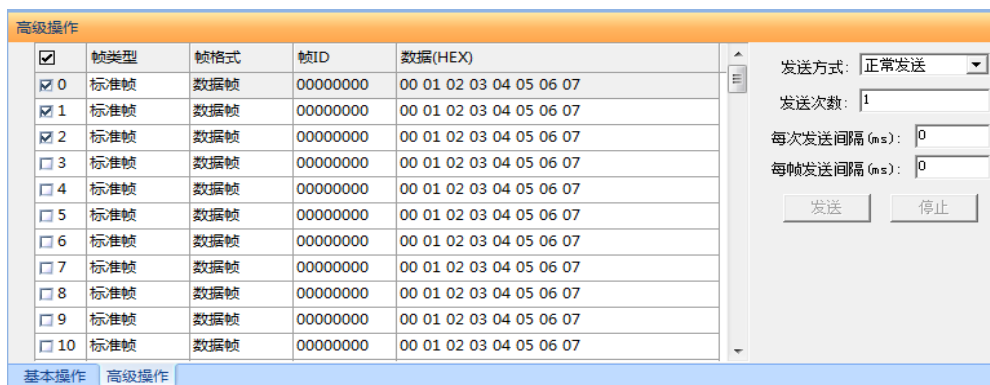 高级操作
帧类型 帧格式 帧ID 数据(HEX)
0 标准帧 数据帧 00000000 00 01 02 03 04 05 06 07
1 标准帧 数据帧 00000000 00 01 02 03 04 05 06 07
2 标准帧 数据帧 00000000 00 01 02 03 04 05 06 07
3 标准帧 数据帧 00000000 00 01 02 03 04 05 06 07
4 标准帧 数据帧 00000000 00 01 02 03 04 05 06 07
5 标准帧 数据帧 00000000 00 01 02 03 04 05 06 07
6 标准帧 数据帧 00000000 00 01 02 03 04 05 06 07
7 标准帧 数据帧 00000000 00 01 02 03 04 05 06 07
8 标准帧 数据帧 00000000 00 01 02 03 04 05 06 07
9 标准帧 数据帧 00000000 00 01 02 03 04 05 06 07
10 标准帧 数据帧 00000000 00 01 02 03 04 05 06 07
发送方式: 正常发送
发送次数: 1
每次发送间隔(ms): 0
每帧发送间隔(ms): 0
发送 停止
基本操作 高级操作